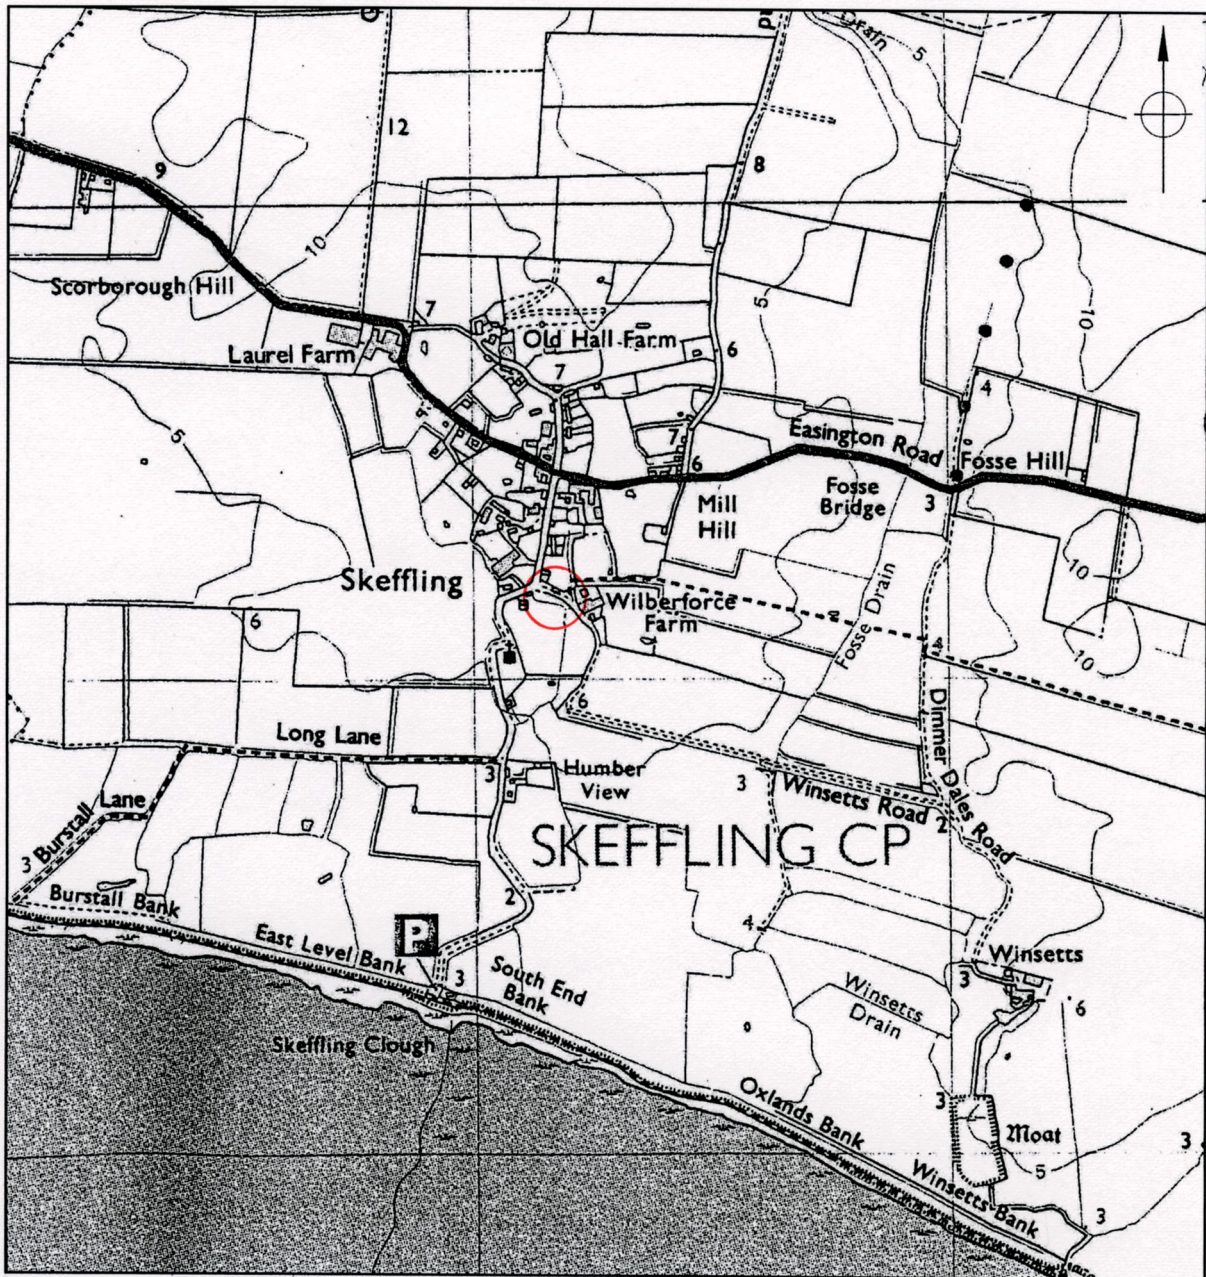 Drain
5
12
9
8
10
5
10
Scorborough Hill
7
Old Hall Farm
Laurel Farm
7
6
4
5
7
Easington Road
Fosse Hill
6
Fosse
Bridge
3
Mill
Hill
Skeffling
10
Wilberforce
Farm
6
Fosse Drain
4
10
6
Dimmer Dales Road
Long Lane
3
Humber
View
3
Winsetts Road
2
Burstall Lane
SKEFFLING CP
3
Burstall Bank
2
P
4
East Level Bank
3
South End
Bank
Winsetts
3
Winsetts
Drain
6
Skeffling Clough
Oxlands Bank
3
Moat
3
5
Winsetts Bank
3